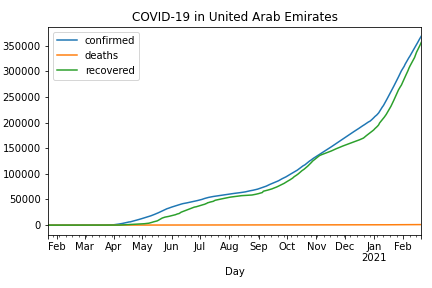 COVID-19 in United Arab Emirates
confirmed
deaths
recovered
350000
300000
250000
200000
150000
100000
50000
0
Feb Mar Apr May Jun Jul Aug Sep Oct Nov Dec Jan Feb
2021
Day